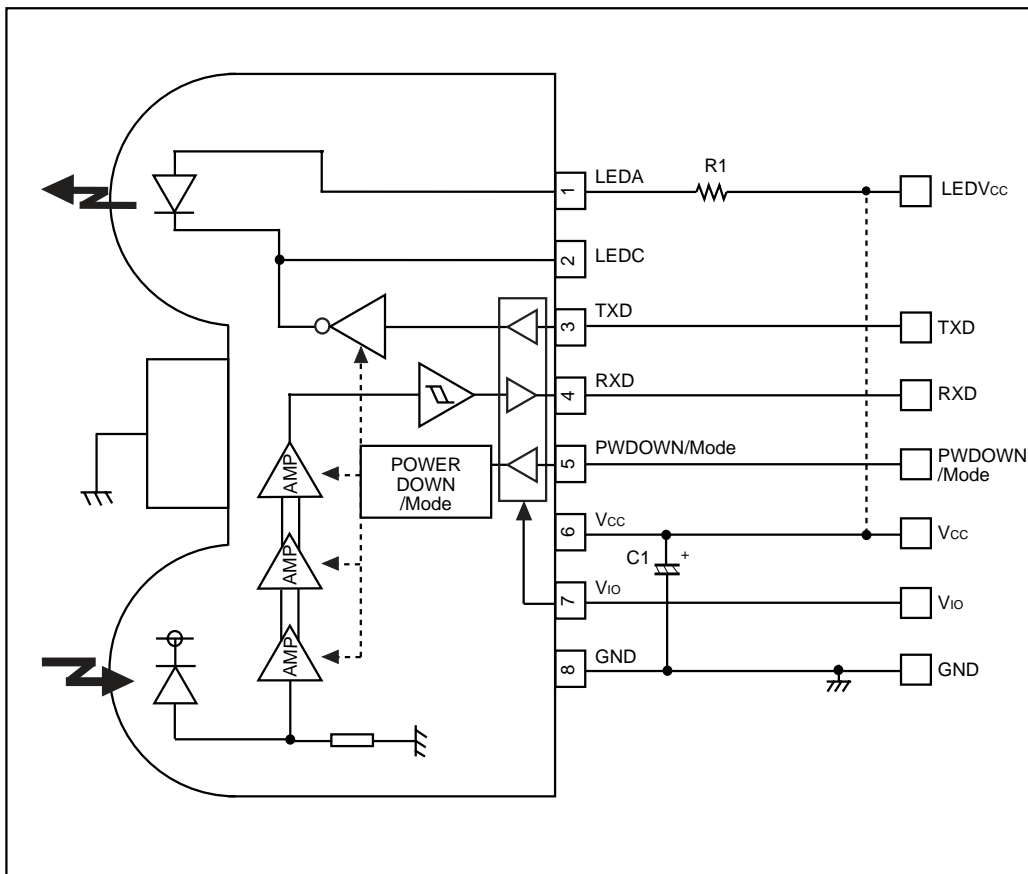 1
LEDA
R1
LEDVcc
2
LEDC
3
TXD
TXD
4
RXD
RXD
5
PWDOWN/Mode
PWDOWN
/Mode
POWER
DOWN
/Mode
AMP
AMP
AMP
6
Vcc
C1
+
Vcc
7
VIO
VIO
8
GND
GND